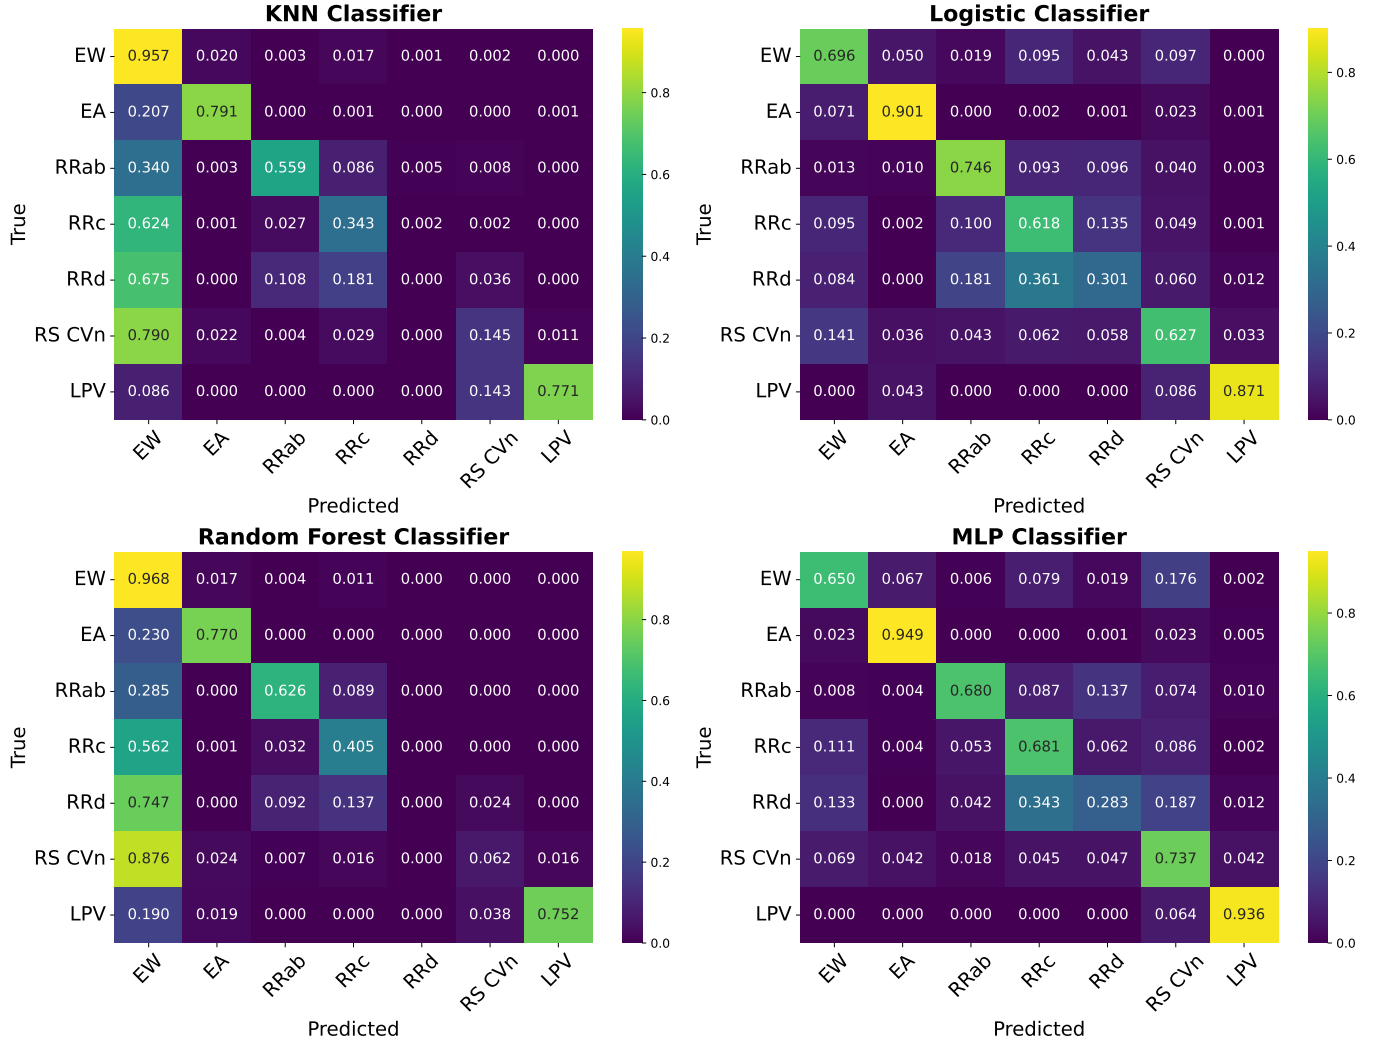 KNN Classifier
EW 0.957 0.020 0.003 0.017 0.001 0.002 0.000
EA 0.207 0.791 0.000 0.001 0.000 0.000 0.001
RRab 0.340 0.003 0.559 0.086 0.005 0.008 0.000
RRc 0.624 0.001 0.027 0.343 0.002 0.002 0.000
RRd 0.675 0.000 0.108 0.181 0.000 0.036 0.000
RS CVn 0.790 0.022 0.004 0.029 0.000 0.145 0.011
LPV 0.086 0.000 0.000 0.000 0.000 0.143 0.771
True
EW EA RRab RRc RRd RS CVn LPV
Predicted
0.8
0.6
0.4
0.2
0.0
Logistic Classifier
EW 0.696 0.050 0.019 0.095 0.043 0.097 0.000
EA 0.071 0.901 0.000 0.002 0.001 0.023 0.001
RRab 0.013 0.010 0.746 0.093 0.096 0.040 0.003
RRc 0.095 0.002 0.100 0.618 0.135 0.049 0.001
RRd 0.084 0.000 0.181 0.361 0.301 0.060 0.012
RS CVn 0.141 0.036 0.043 0.062 0.058 0.627 0.033
LPV 0.000 0.043 0.000 0.000 0.000 0.086 0.871
True
EW EA RRab RRc RRd RS CVn LPV
Predicted
0.8
0.6
0.4
0.2
0.0
Random Forest Classifier
EW 0.968 0.017 0.004 0.011 0.000 0.000 0.000
EA 0.230 0.770 0.000 0.000 0.000 0.000 0.000
RRab 0.285 0.000 0.626 0.089 0.000 0.000 0.000
RRc 0.562 0.001 0.032 0.405 0.000 0.000 0.000
RRd 0.747 0.000 0.092 0.137 0.000 0.024 0.000
RS CVn 0.876 0.024 0.007 0.016 0.000 0.062 0.016
LPV 0.190 0.019 0.000 0.000 0.000 0.038 0.752
True
EW EA RRab RRc RRd RS CVn LPV
Predicted
0.8
0.6
0.4
0.2
0.0
MLP Classifier
EW 0.650 0.067 0.006 0.079 0.019 0.176 0.002
EA 0.023 0.949 0.000 0.000 0.001 0.023 0.005
RRab 0.008 0.004 0.680 0.087 0.137 0.074 0.010
RRc 0.111 0.004 0.053 0.681 0.062 0.086 0.002
RRd 0.133 0.000 0.042 0.343 0.283 0.187 0.012
RS CVn 0.069 0.042 0.018 0.045 0.047 0.737 0.042
LPV 0.000 0.000 0.000 0.000 0.000 0.064 0.936
True
EW EA RRab RRc RRd RS CVn LPV
Predicted
0.8
0.6
0.4
0.2
0.0